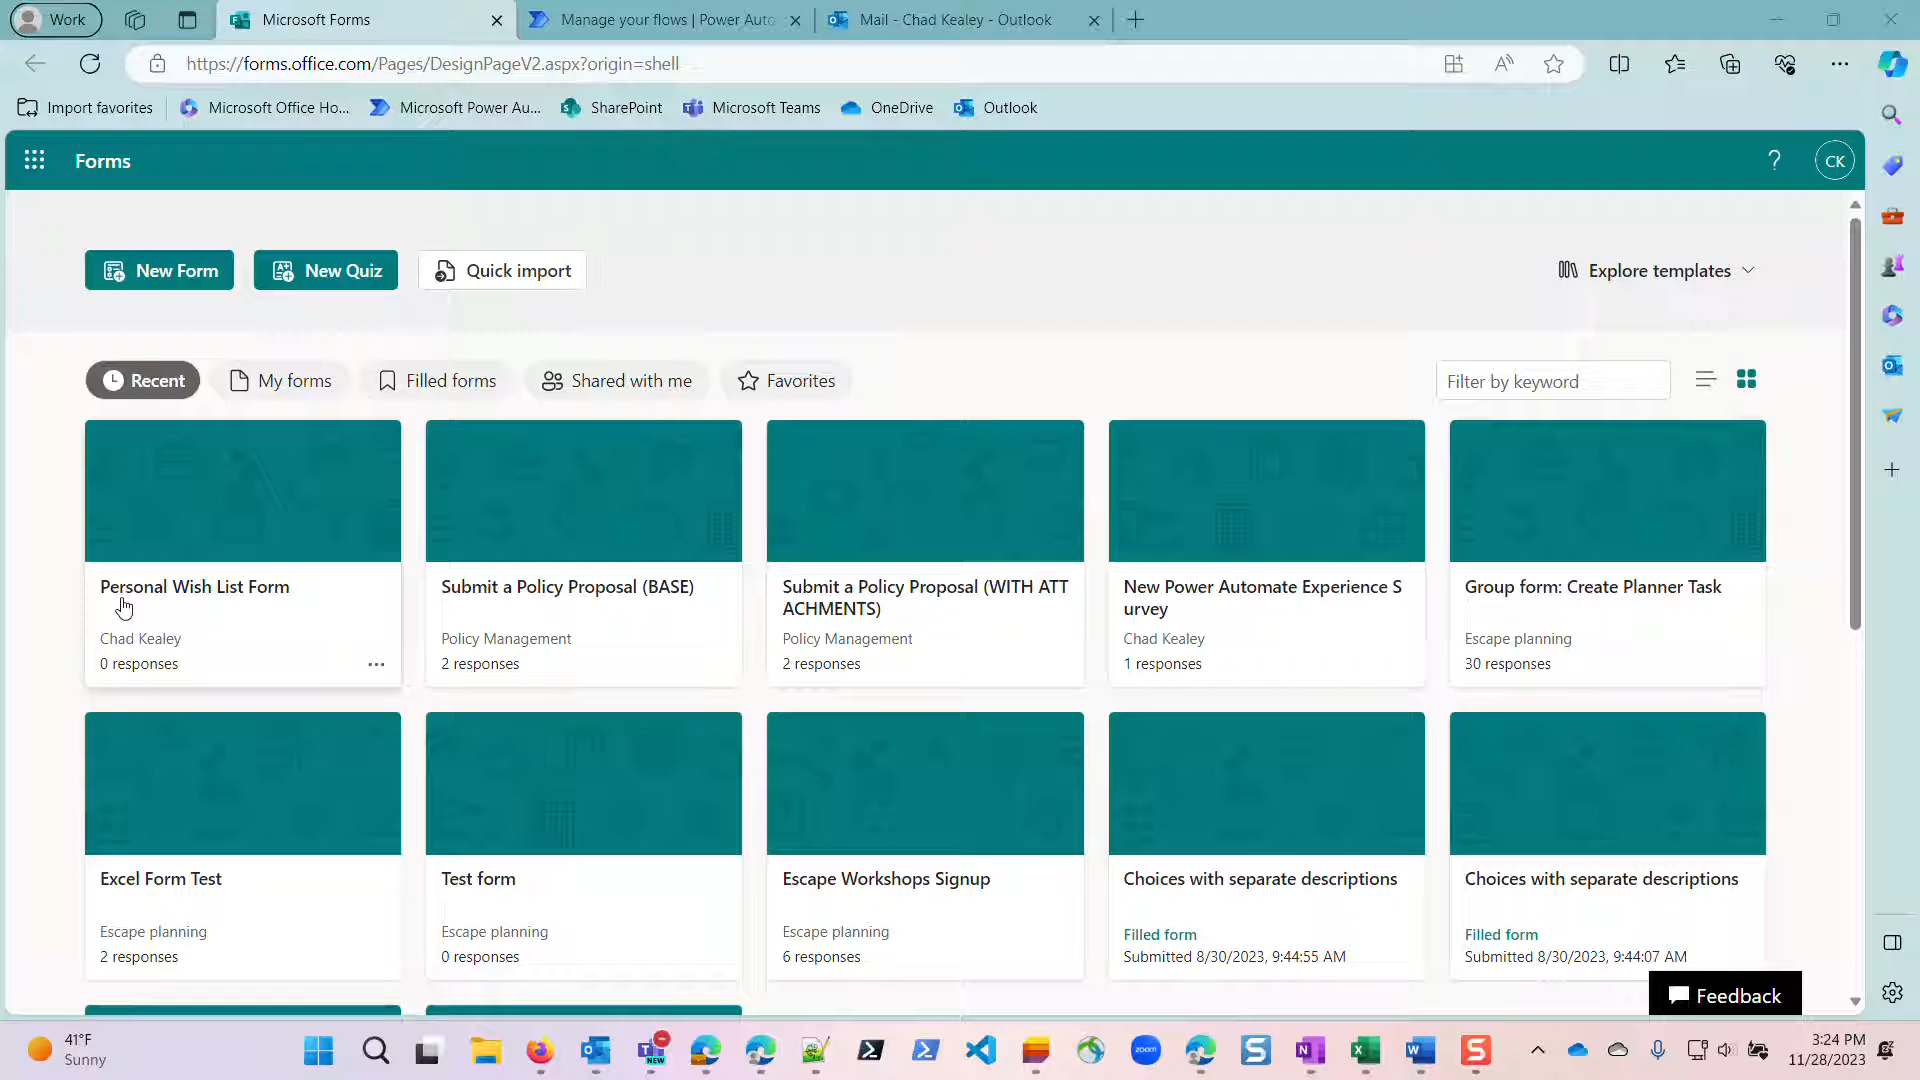 Work
Microsoft Forms
Manage your flows | Power Auto
Mail - Chad Kealey - Outlook
https://forms.office.com/Pages/DesignPageV2.aspx?origin=shell
Import favorites
Microsoft Office Ho...
Microsoft Power Au...
SharePoint
Microsoft Teams
OneDrive
Outlook
Forms
?
CK
New Form
New Quiz
Quick import
Explore templates
Recent
My forms
Filled forms
Shared with me
Favorites
Filter by keyword
Personal Wish List Form
Chad Kealey
0 responses
Submit a Policy Proposal (BASE)
Policy Management
2 responses
Submit a Policy Proposal (WITH ATT
ACHMENTS)
Policy Management
2 responses
New Power Automate Experience S
urvey
Chad Kealey
1 responses
Group form: Create Planner Task
Escape planning
30 responses
Excel Form Test
Escape planning
2 responses
Test form
Escape planning
0 responses
Escape Workshops Signup
Escape planning
6 responses
Choices with separate descriptions
Filled form
Submitted 8/30/2023, 9:44:55 AM
Choices with separate descriptions
Filled form
Submitted 8/30/2023, 9:44:07 AM
Feedback
41°F
Sunny
NEW
zoom
3:24 PM
11/28/2023